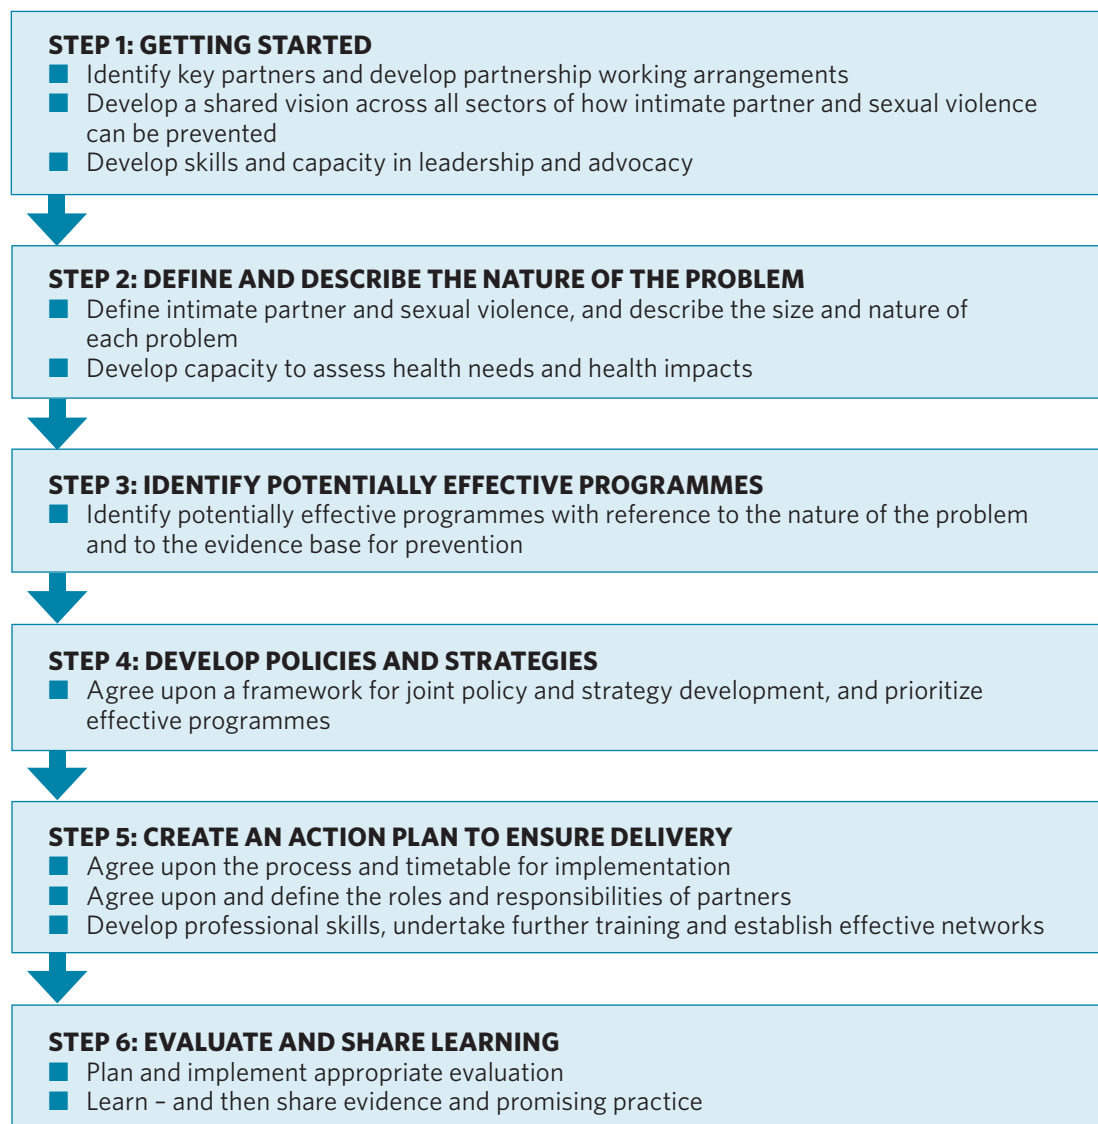 STEP 1: GETTING STARTED
■ Identify key partners and develop partnership working arrangements
■ Develop a shared vision across all sectors of how intimate partner and sexual violence
can be prevented
■ Develop skills and capacity in leadership and advocacy
STEP 2: DEFINE AND DESCRIBE THE NATURE OF THE PROBLEM
■ Define intimate partner and sexual violence, and describe the size and nature of
each problem
■ Develop capacity to assess health needs and health impacts
STEP 3: IDENTIFY POTENTIALLY EFFECTIVE PROGRAMMES
■ Identify potentially effective programmes with reference to the nature of the problem
and to the evidence base for prevention
STEP 4: DEVELOP POLICIES AND STRATEGIES
■ Agree upon a framework for joint policy and strategy development, and prioritize
effective programmes
STEP 5: CREATE AN ACTION PLAN TO ENSURE DELIVERY
■ Agree upon the process and timetable for implementation
■ Agree upon and define the roles and responsibilities of partners
■ Develop professional skills, undertake further training and establish effective networks
STEP 6: EVALUATE AND SHARE LEARNING
■ Plan and implement appropriate evaluation
■ Learn – and then share evidence and promising practice